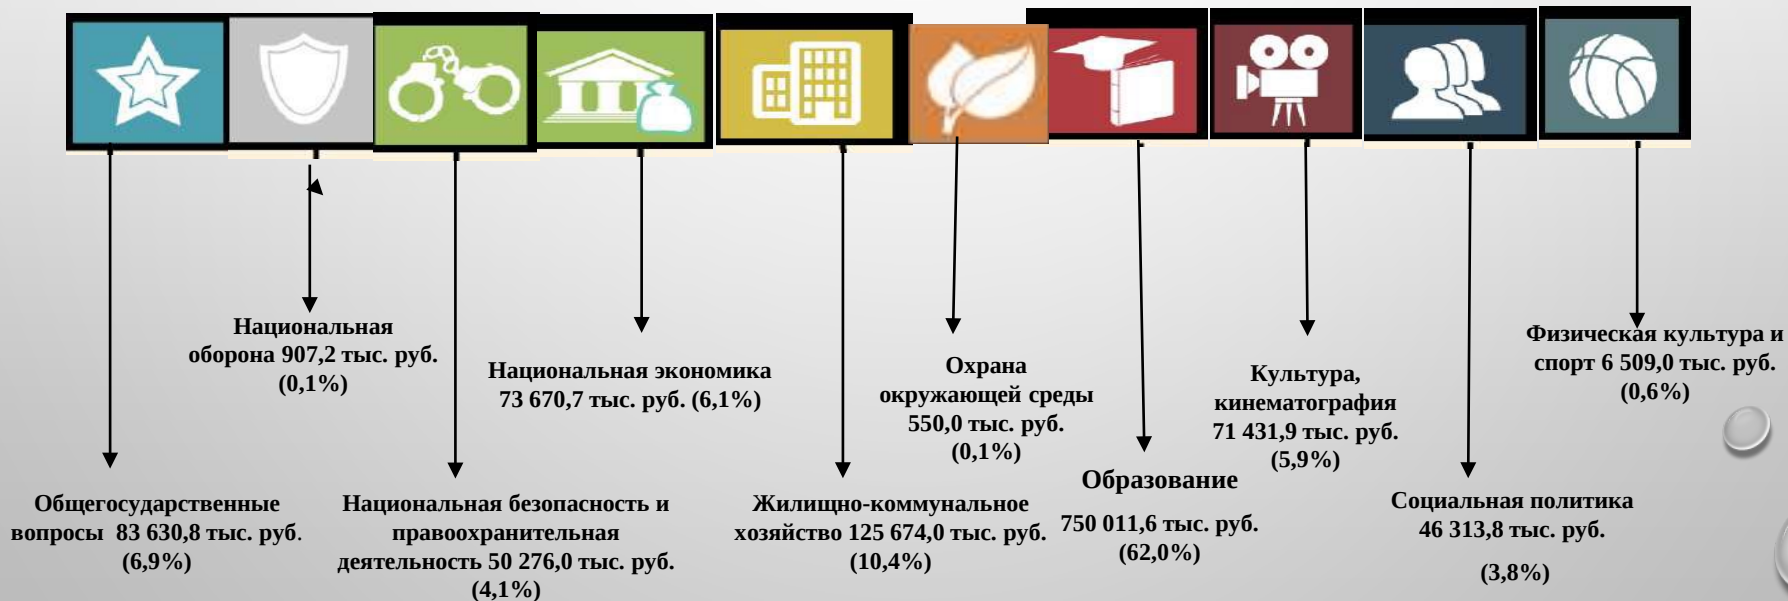 Общегосударственные
вопросы 83 630,8 тыс. руб.
(6,9%)
Национальная
оборона 907,2 тыс. руб.
(0,1%)
Национальная безопасность и
правоохранительная
деятельность 50 276,0 тыс. руб.
(4,1%)
Национальная экономика
73 670,7 тыс. руб. (6,1%)
Жилищно-коммунальное
хозяйство 125 674,0 тыс. руб.
(10,4%)
Охрана
окружающей среды
550,0 тыс. руб.
(0,1%)
Образование
750 011,6 тыс. руб.
(62,0%)
Культура,
кинематография
71 431,9 тыс. руб.
(5,9%)
Социальная политика
46 313,8 тыс. руб.
(3,8%)
Физическая культура и
спорт 6 509,0 тыс. руб.
(0,6%)